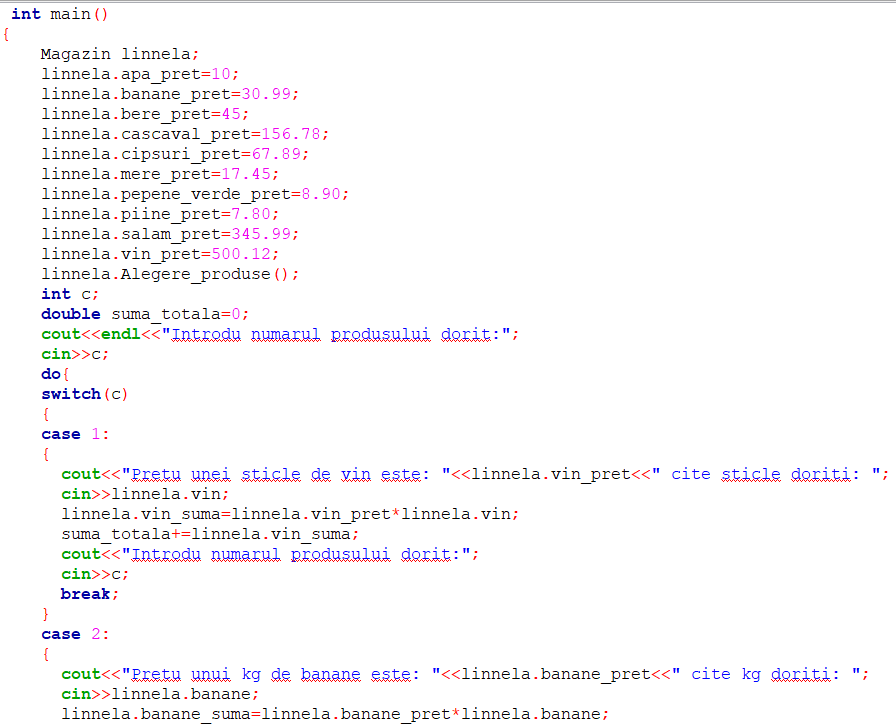 int main()
{
Magazin linnela;
linnela.apa_pret=10;
linnela.banane_pret=30.99;
linnela.bere_pret=45;
linnela.cascaval_pret=156.78;
linnela.cipsuri_pret=67.89;
linnela.mere_pret=17.45;
linnela.pepene_verde_pret=8.90;
linnela.piine_pret=7.80;
linnela.salam_pret=345.99;
linnela.vin_pret=500.12;
linnela.Alegere_produse();
int c;
double suma_totala=0;
cout<<endl<<"Introdu numarul produsului dorit:";
cin>>c;
do{
switch(c)
{
case 1:
{
cout<<"Pretu unei sticle de vin este: "<<linnela.vin_pret<<" cite sticle doriti: ";
cin>>linnela.vin;
linnela.vin_suma=linnela.vin_pret*linnela.vin;
suma_totala+=linnela.vin_suma;
cout<<"Introdu numarul produsului dorit:";
cin>>c;
break;
}
case 2:
{
cout<<"Pretu unui kg de banane este: "<<linnela.banane_pret<<" cite kg doriti: ";
cin>>linnela.banane;
linnela.banane_suma=linnela.banane_pret*linnela.banane;